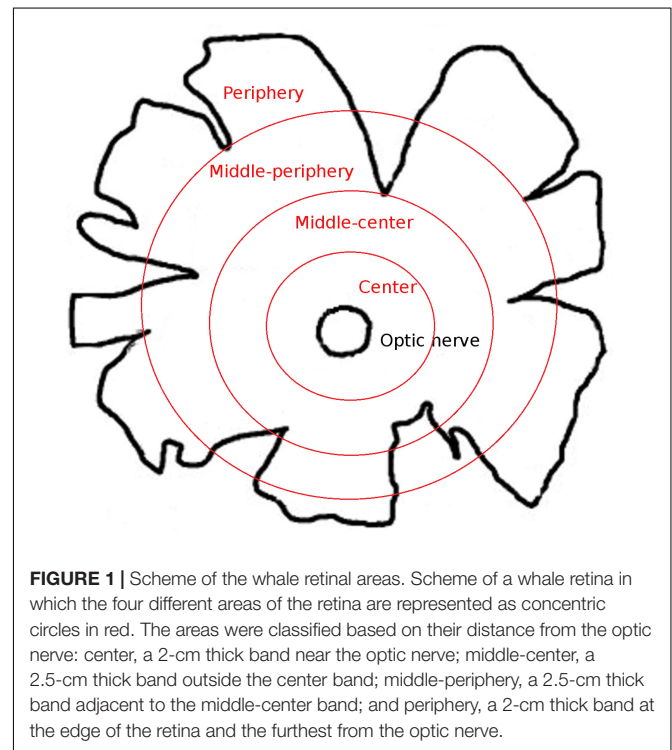 Periphery
Middle-periphery
Middle-center
Center
Optic nerve
FIGURE 1 | Scheme of the whale retinal areas. Scheme of a whale retina in
which the four different areas of the retina are represented as concentric
circles in red. The areas were classified based on their distance from the optic
nerve: center, a 2-cm thick band near the optic nerve; middle-center, a
2.5-cm thick band outside the center band; middle-periphery, a 2.5-cm thick
band adjacent to the middle-center band; and periphery, a 2-cm thick band at
the edge of the retina and the furthest from the optic nerve.